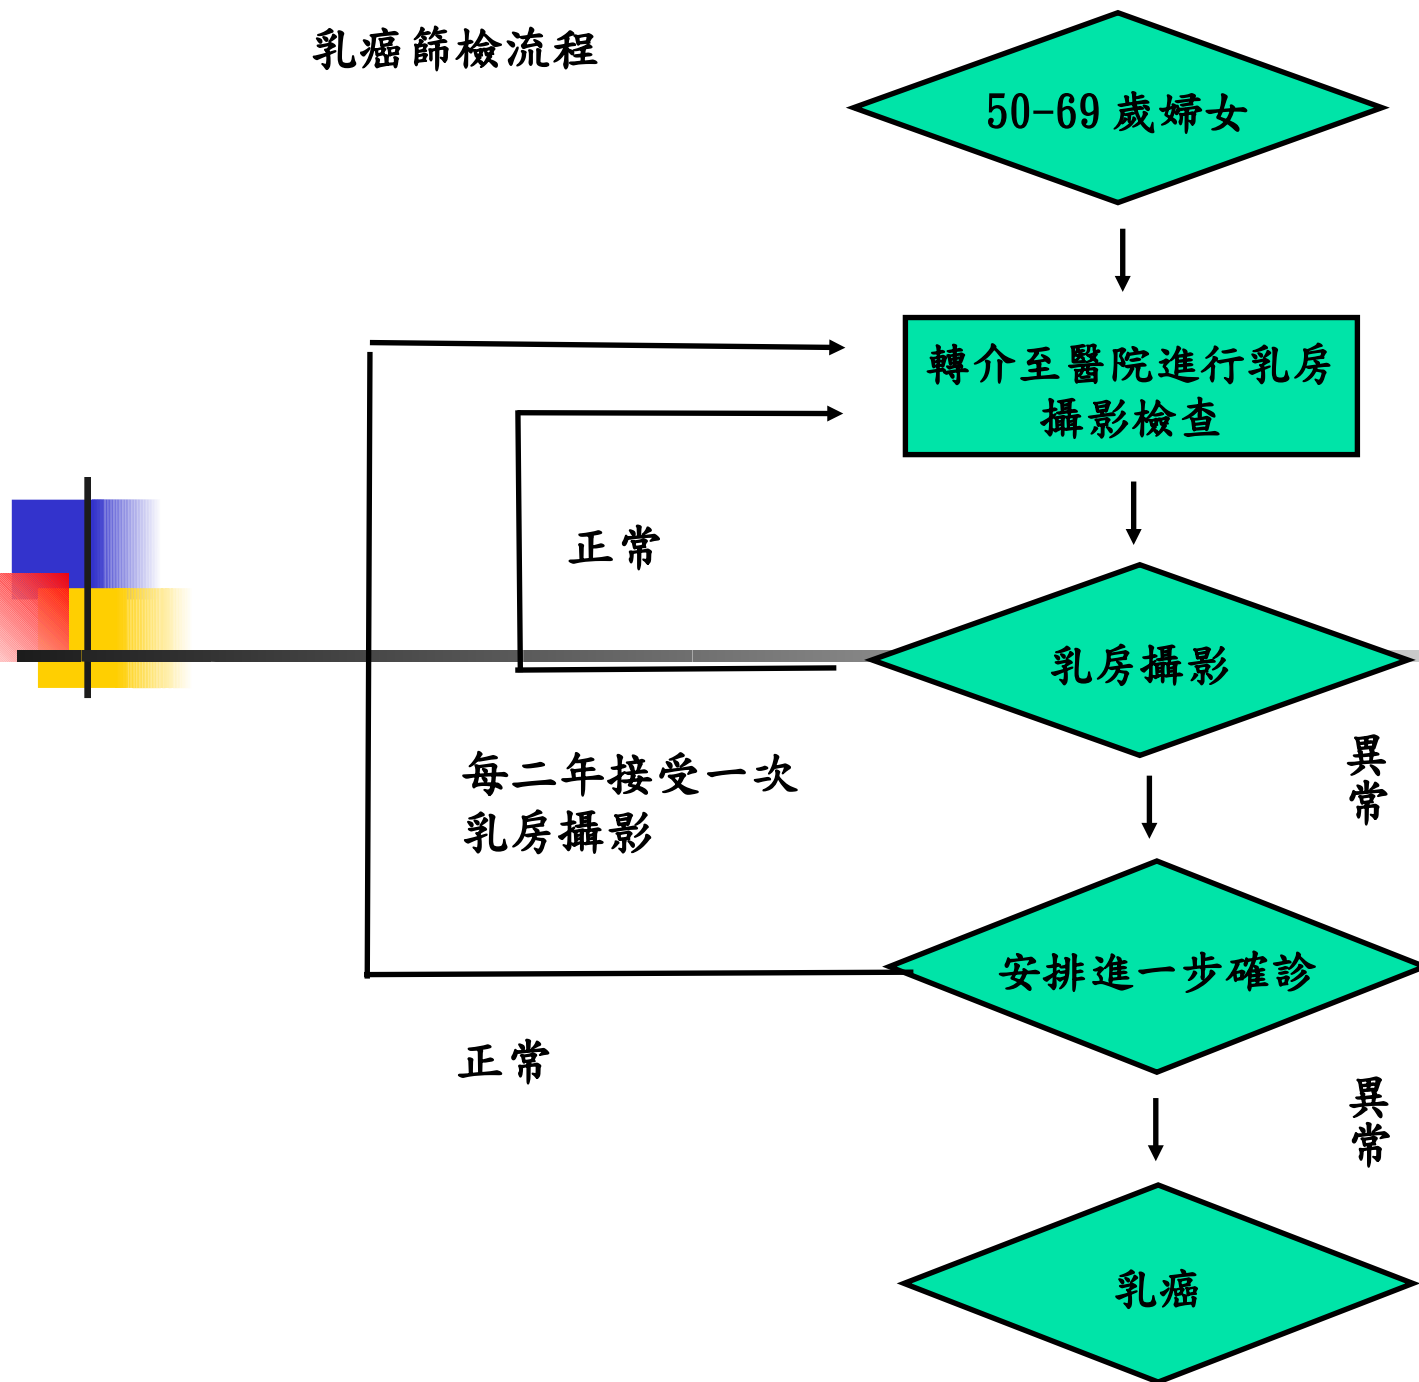 乳癌篩檢流程
50-69歲婦女
轉介至醫院進行乳房
攝影檢查
正常
乳房攝影
異常
每二年接受一次
乳房攝影
安排進一步確診
正常
異常
乳癌